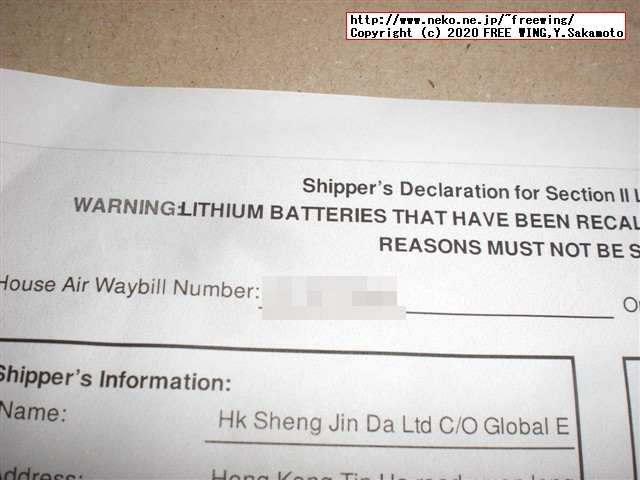 http://www.neko.ne.jp/~freewing/
Copyright (c) 2020 FREE WING,Y.Sakamoto
Shipper's Declaration for Section II L
WARNING:LITHIUM BATTERIES THAT HAVE BEEN RECAL
REASONS MUST NOT BE S
House Air Waybill Number:
Shipper's Information:
Name: Hk Sheng Jin Da Ltd C/O Global E
Address: